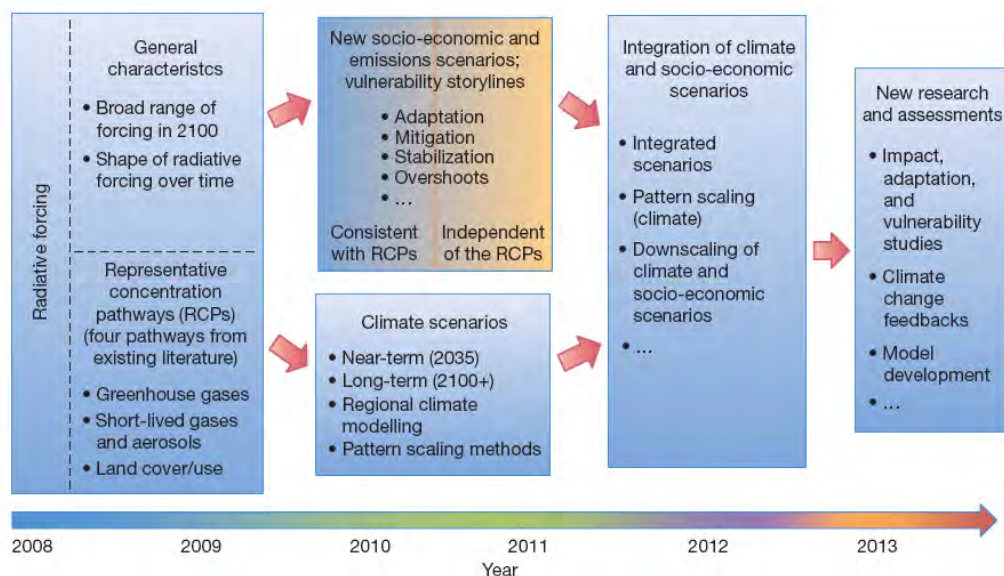 Radiative forcing
General
characteristcs
• Broad range of
forcing in 2100
• Shape of radiative
forcing over time
Representative
concentration
pathways (RCPs)
(four pathways from
existing literature)
• Greenhouse gases
• Short-lived gases
and aerosols
• Land cover/use
New socio-economic and
emissions scenarios;
vulnerability storylines
• Adaptation
• Mitigation
• Stabilization
• Overshoots
• ...
Consistent
with RCPs
Independent
of the RCPs
Climate scenarios
• Near-term (2035)
• Long-term (2100+)
• Regional climate
modelling
• Pattern scaling methods
Integration of climate
and socio-economic
scenarios
• Integrated
scenarios
• Pattern scaling
(climate)
• Downscaling of
climate and
socio-economic
scenarios
• ...
New research
and assessments
• Impact,
adaptation,
and
vulnerability
studies
• Climate
change
feedbacks
• Model
development
• ...
2008 2009 2010 2011 2012 2013
Year